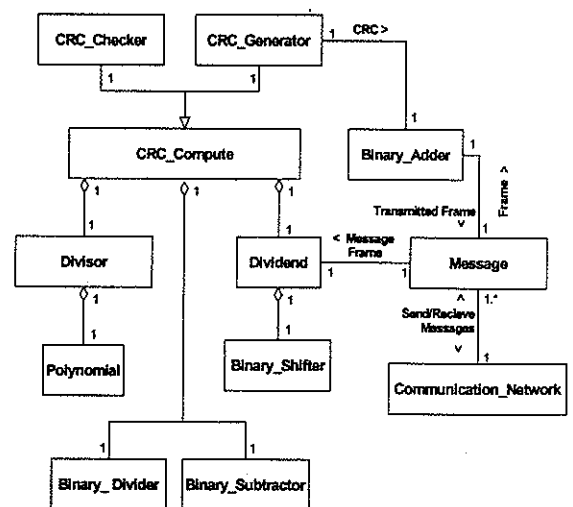 CRC_Checker
CRC_Generator
1
CRC >
1
1
1
CRC_Compute
Binary_Adder
1
1
1
1
1
Frame >
Transmitted Frame
v
1
1
1
Divisor
Dividend
< Message
Frame
1
1
Message
1
1
^
1..*
Send/Recieve
Messages
v
1
1
1
Polynomial
Binary_Shifter
Communication_Network
1
1
Binary_ Divider
Binary_Subtractor